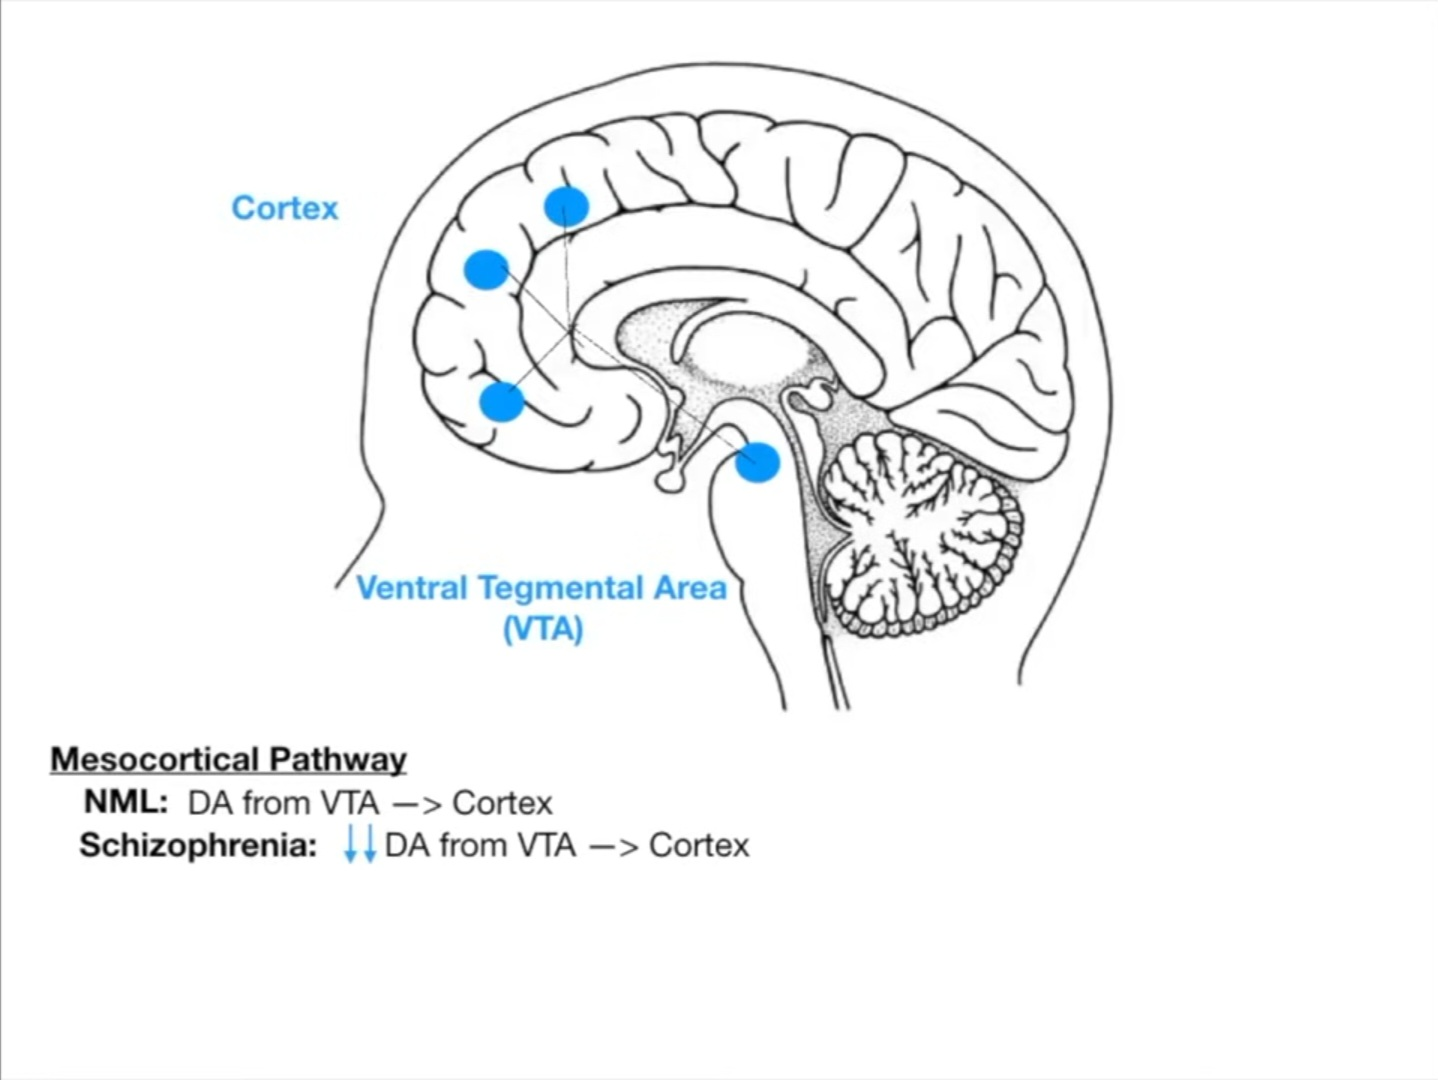 Cortex
Ventral Tegmental Area
(VTA)
Mesocortical Pathway
NML: DA from VTA —> Cortex
Schizophrenia: ↓↓ DA from VTA —> Cortex